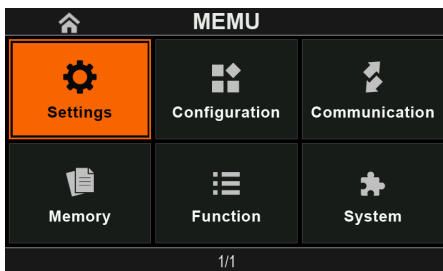 MEMU
Settings
Configuration
Communication
Memory
Function
System
1/1